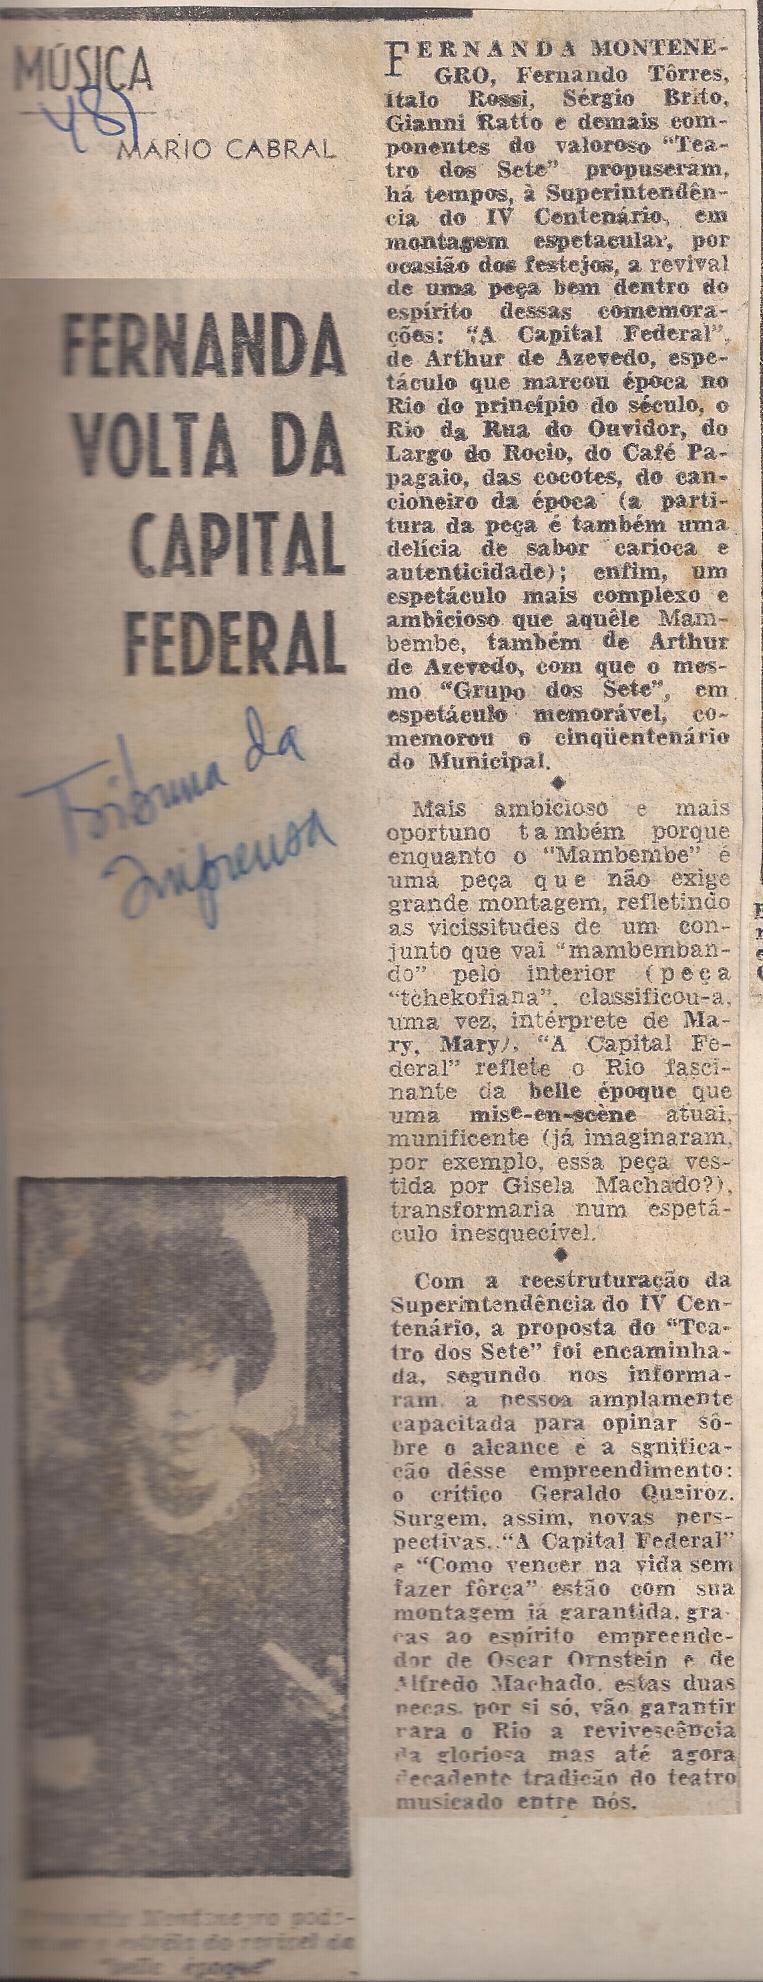 MÚSICA
481
MÁRIO CABRAL
FERNANDA
VOLTA DA
CAPITAL
FEDERAL
Tribuna da
Imprensa
FERNANDA MONTENE-
GRO, Fernando Tôrres,
Ítalo Rossi, Sérgio Brito,
Gianni Ratto e demais com-
ponentes do valoroso "Tea-
tro dos Sete" propuseram,
há tempos, à Superintendên-
cia do IV Centenário, em
montagem espetacular, por
ocasião dos festejos, a revival
de uma peça bem dentro do
espírito dessas comemora-
ções: "A Capital Federal",
de Arthur de Azevedo, espe-
táculo que marcou época no
Rio do princípio do século, o
Rio da Rua do Ouvidor, do
Largo do Rocio, do Café Pa-
pagaio, das cocotes, do can-
cioneiro da época (a parti-
tura da peça é também uma
delícia de sabor carioca e
autenticidade); enfim, um
espetáculo mais complexo e
ambicioso que aquêle Mam-
bembe, também de Arthur
de Azevedo, com que o mes-
mo "Grupo dos Sete", em
espetáculo memorável, co-
memorou o cinqüentenário
do Municipal.
Mais ambicioso e mais
oportuno também porque
enquanto o "Mambembe" é
uma peça que não exige
grande montagem, refletindo
as vicissitudes de um con-
junto que vai "mambemban-
do" pelo interior (peça
"tchekofiana", classificou-a,
uma vez, intérprete de Ma-
ry, Mary), "A Capital Fe-
deral" reflete o Rio fasci-
nante da belle époque que
uma mise-en-scène atual,
munificente (já imaginaram,
por exemplo, essa peça ves-
tida por Gisela Machado?),
transformaria num espetá-
culo inesquecível.
Com a reestruturação da
Superintendência do IV Cen-
tenário, a proposta do "Tea-
tro dos Sete" foi encaminha-
da, segundo nos informa-
ram, a pessoa amplamente
capacitada para opinar sô-
bre o alcance e a sgnifica-
ção dêsse empreendimento:
o crítico Geraldo Queiroz.
Surgem, assim, novas pers-
pectivas. "A Capital Federal"
e "Como vencer na vida sem
fazer fôrça" estão com sua
montagem já garantida, gra-
ças ao espírito empreende-
dor de Oscar Ornstein e de
Alfredo Machado, estas duas
peças, por si só, vão garantir
para o Rio a revivescência
da gloriosa mas até agora
decadente tradição do teatro
musicado entre nós.
Fernanda Montenegro pode-
a estrêla do revival da
"belle époque"